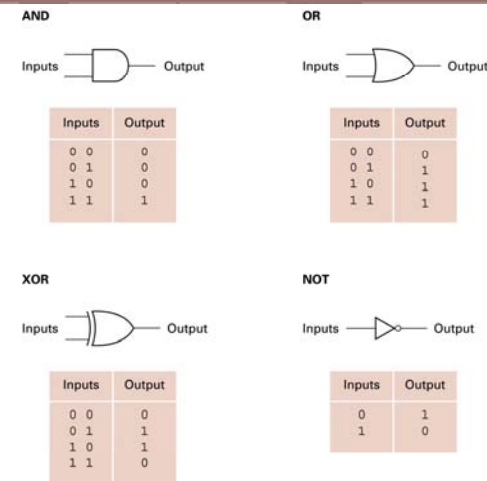 AND
Inputs Output
Inputs Output
0 0 0
0 1 0
1 0 0
1 1 1
OR
Inputs Output
Inputs Output
0 0 0
0 1 1
1 0 1
1 1 1
XOR
Inputs Output
Inputs Output
0 0 0
0 1 1
1 0 1
1 1 0
NOT
Inputs Output
Inputs Output
0 1
1 0